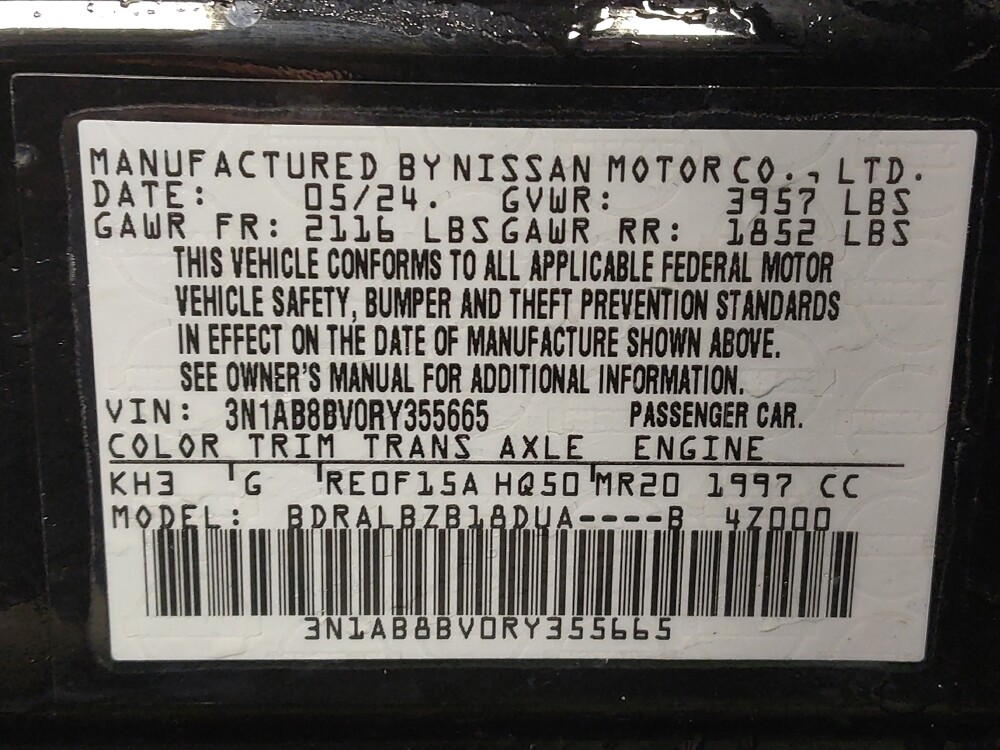 MANUFACTURED BY NISSAN MOTOR CO., LTD.
DATE: 05/24. GVWR: 3957 LBS
GAWR FR: 2116 LBS GAWR RR: 1852 LBS
THIS VEHICLE CONFORMS TO ALL APPLICABLE FEDERAL MOTOR
VEHICLE SAFETY, BUMPER AND THEFT PREVENTION STANDARDS
IN EFFECT ON THE DATE OF MANUFACTURE SHOWN ABOVE.
SEE OWNER'S MANUAL FOR ADDITIONAL INFORMATION.
VIN: 3N1AB8BV0RY355665 PASSENGER CAR.
COLOR TRIM TRANS AXLE ENGINE
KH3 G RE0F15A HQ50 MR20 1997 CC
MODEL: BDRALBZB18DUA----B 4Z000
3N1AB8BV0RY355665